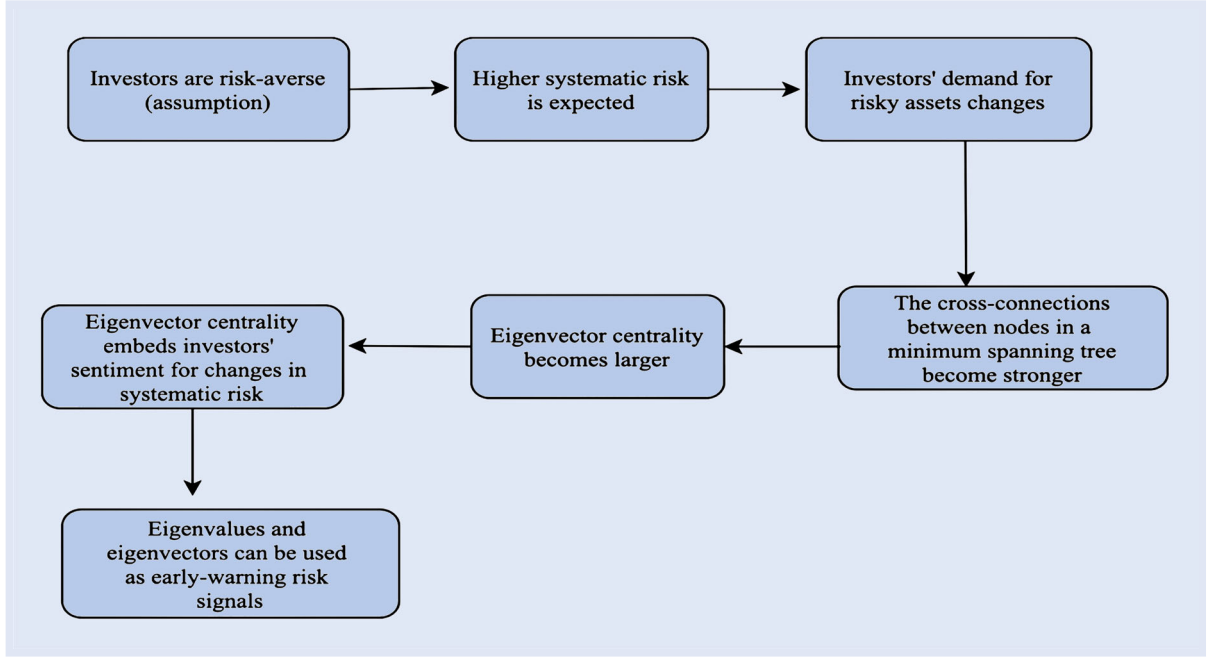 Investors are risk-averse
(assumption)
Higher systematic risk
is expected
Investors' demand for
risky assets changes
The cross-connections
between nodes in a
minimum spanning tree
become stronger
Eigenvector centrality
becomes larger
Eigenvector centrality
embeds investors'
sentiment for changes in
systematic risk
Eigenvalues and
eigenvectors can be used
as early-warning risk
signals